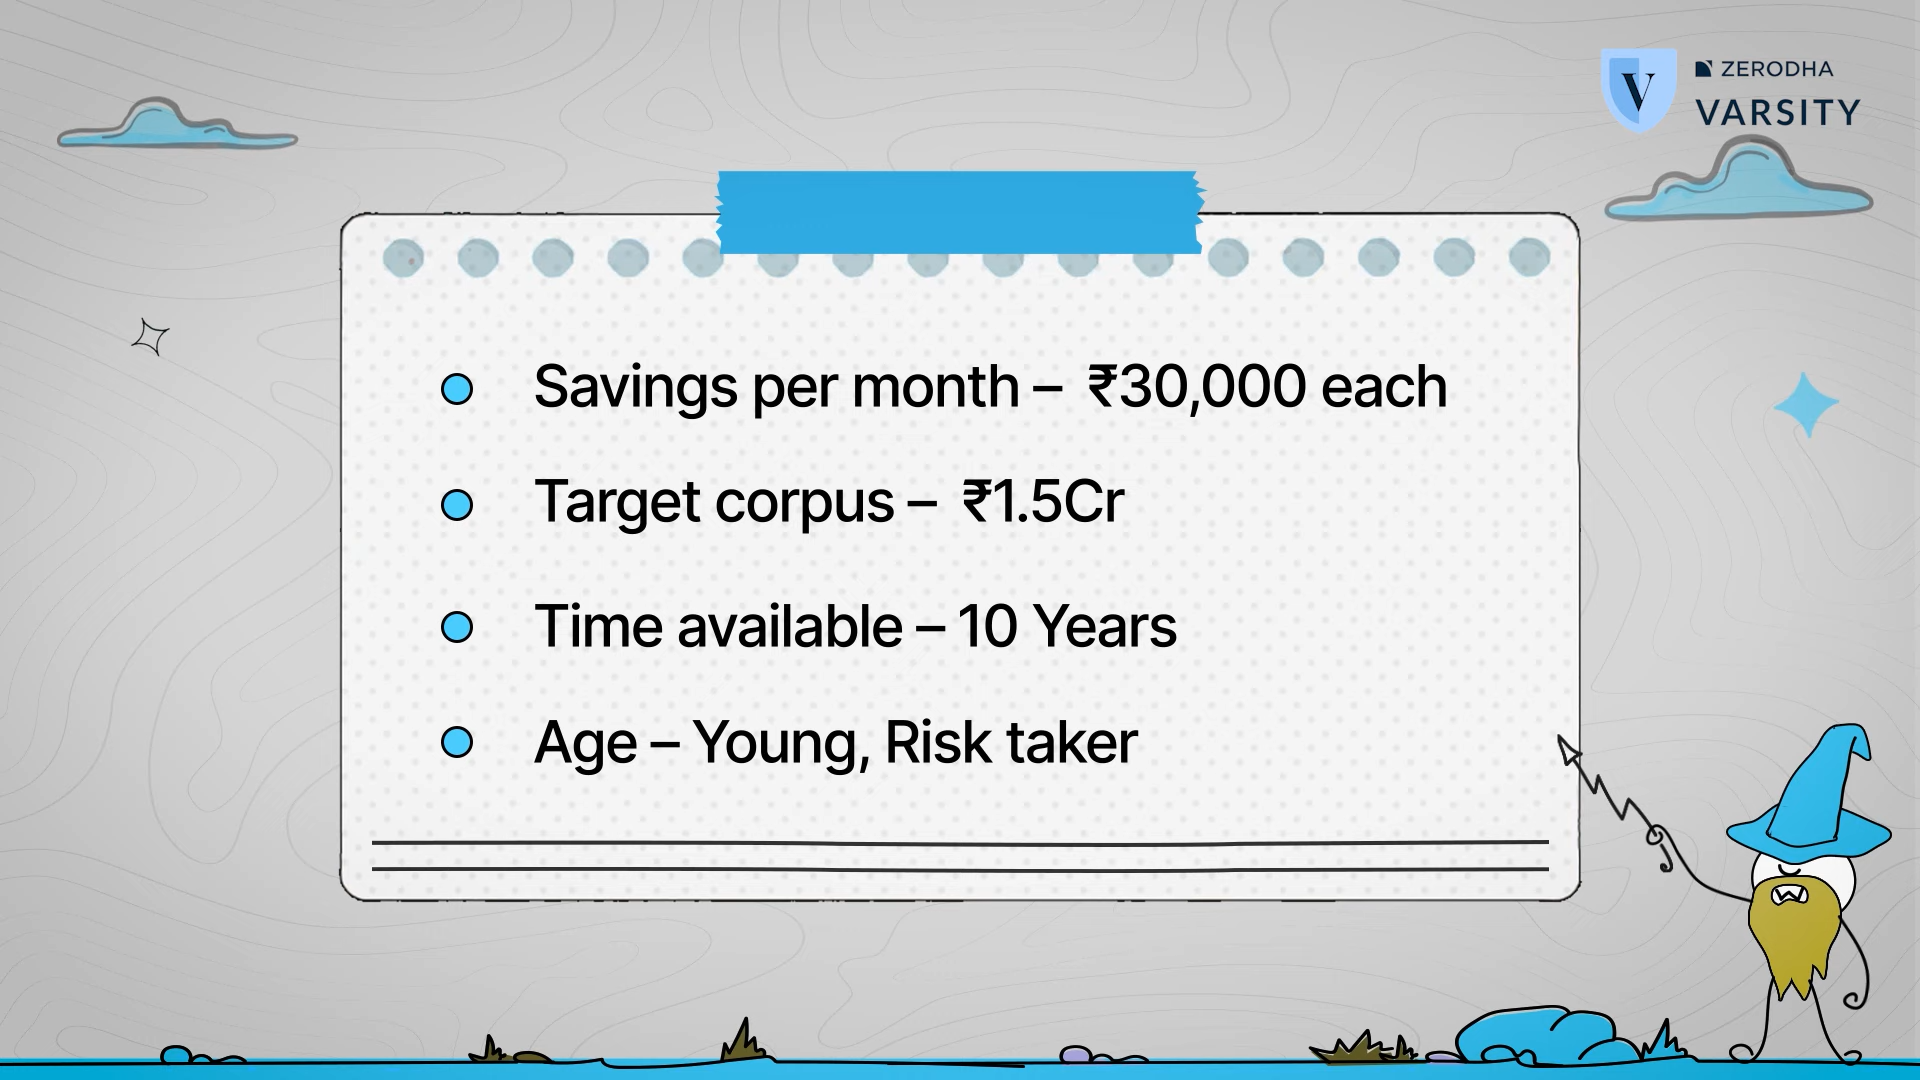 V
ZERODHA
VARSITY
Savings per month – ₹30,000 each
Target corpus – ₹1.5Cr
Time available – 10 Years
Age – Young, Risk taker